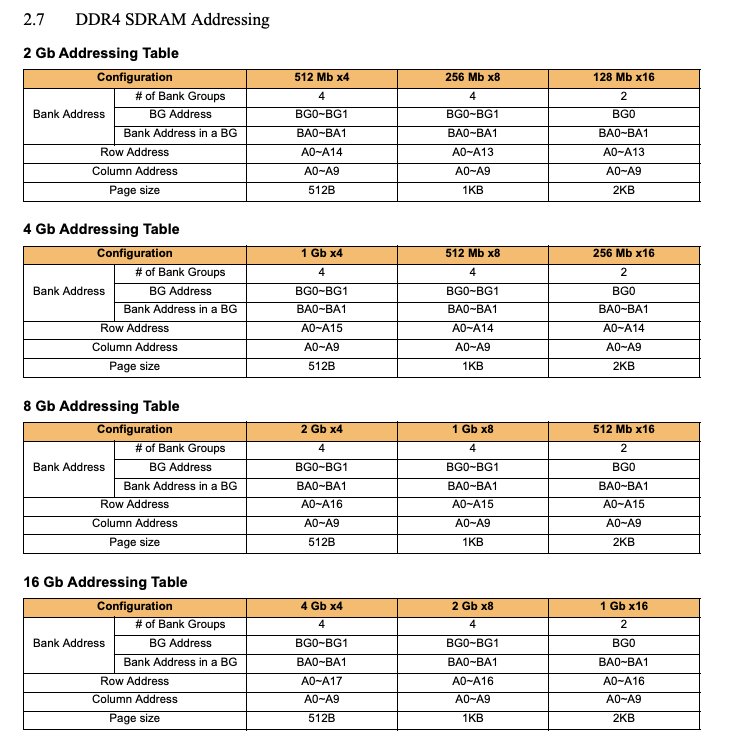 2.7 DDR4 SDRAM Addressing
2 Gb Addressing Table
Configuration 512 Mb x4 256 Mb x8 128 Mb x16
# of Bank Groups 4 4 2
Bank Address BG Address BG0~BG1 BG0~BG1 BG0
Bank Address in a BG BA0~BA1 BA0~BA1 BA0~BA1
Row Address A0~A14 A0~A13 A0~A13
Column Address A0~A9 A0~A9 A0~A9
Page size 512B 1KB 2KB
4 Gb Addressing Table
Configuration 1 Gb x4 512 Mb x8 256 Mb x16
# of Bank Groups 4 4 2
Bank Address BG Address BG0~BG1 BG0~BG1 BG0
Bank Address in a BG BA0~BA1 BA0~BA1 BA0~BA1
Row Address A0~A15 A0~A14 A0~A14
Column Address A0~A9 A0~A9 A0~A9
Page size 512B 1KB 2KB
8 Gb Addressing Table
Configuration 2 Gb x4 1 Gb x8 512 Mb x16
# of Bank Groups 4 4 2
Bank Address BG Address BG0~BG1 BG0~BG1 BG0
Bank Address in a BG BA0~BA1 BA0~BA1 BA0~BA1
Row Address A0~A16 A0~A15 A0~A15
Column Address A0~A9 A0~A9 A0~A9
Page size 512B 1KB 2KB
16 Gb Addressing Table
Configuration 4 Gb x4 2 Gb x8 1 Gb x16
# of Bank Groups 4 4 2
Bank Address BG Address BG0~BG1 BG0~BG1 BG0
Bank Address in a BG BA0~BA1 BA0~BA1 BA0~BA1
Row Address A0~A17 A0~A16 A0~A16
Column Address A0~A9 A0~A9 A0~A9
Page size 512B 1KB 2KB